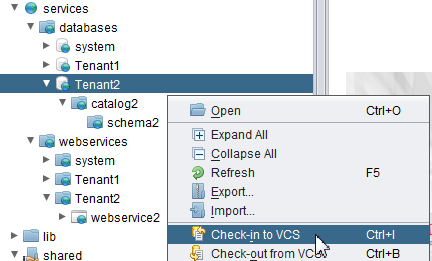 services
databases
system
Tenant1
Tenant2
catalog2
schema2
webservices
system
Tenant1
Tenant2
webservice2
lib
shared
Open Ctrl+O
Expand All
Collapse All
Refresh F5
Export...
Import...
Check-in to VCS Ctrl+I
Check-out from VCS Ctrl+B